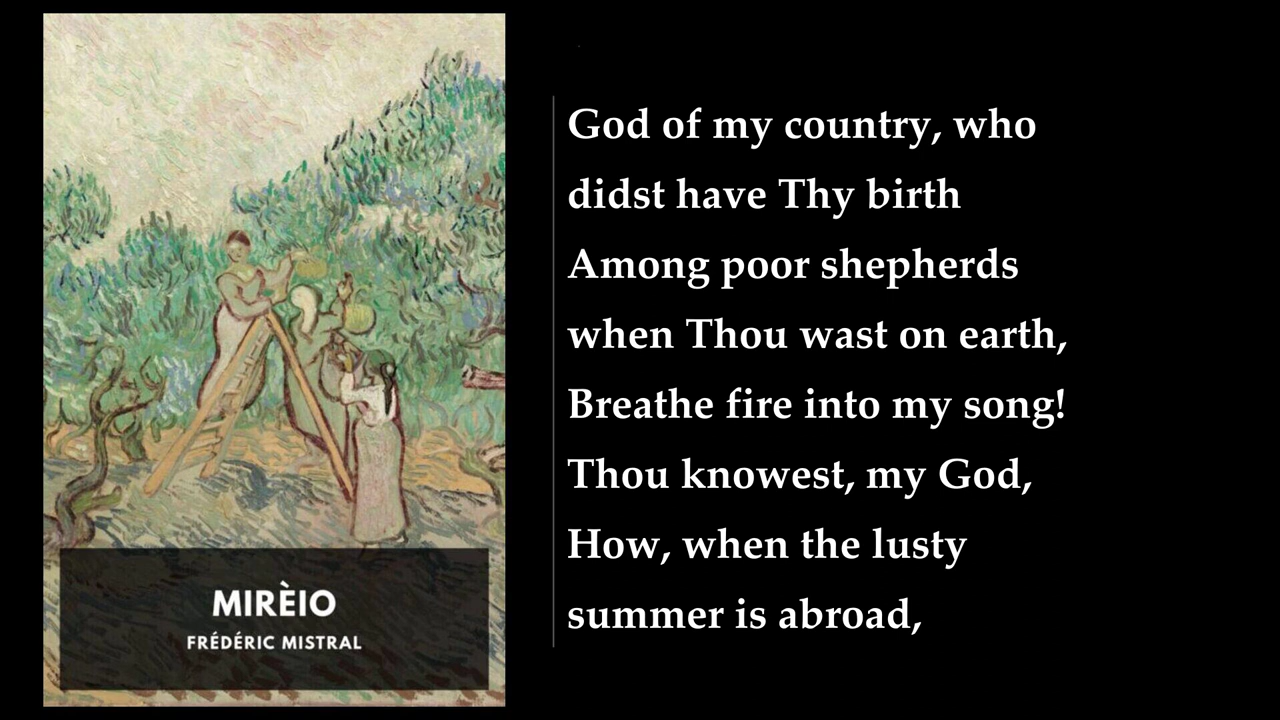 MIRÈIO
FRÉDÉRIC MISTRAL
God of my country, who
didst have Thy birth
Among poor shepherds
when Thou wast on earth,
Breathe fire into my song!
Thou knowest, my God,
How, when the lusty
summer is abroad,